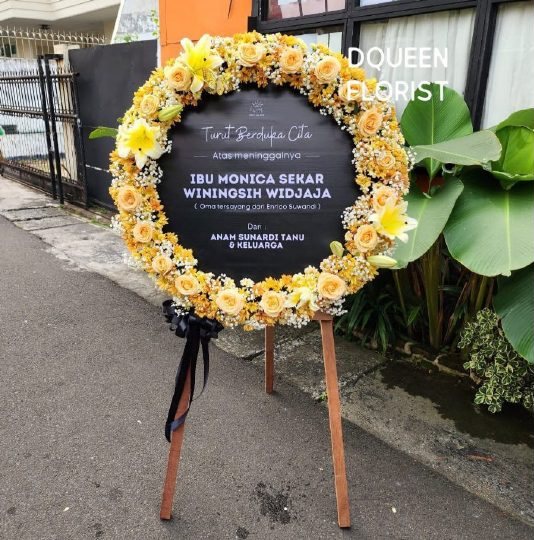 DQUEEN
FLORIST
Turut Berduka Cita
Atas meninggalnya
IBU MONICA SEKAR
WININGSIH WIDJAJA
( Oma tersayang dari Enrico Suwandi )
Dari :
ANAM SUNARDI TANU
& KELUARGA